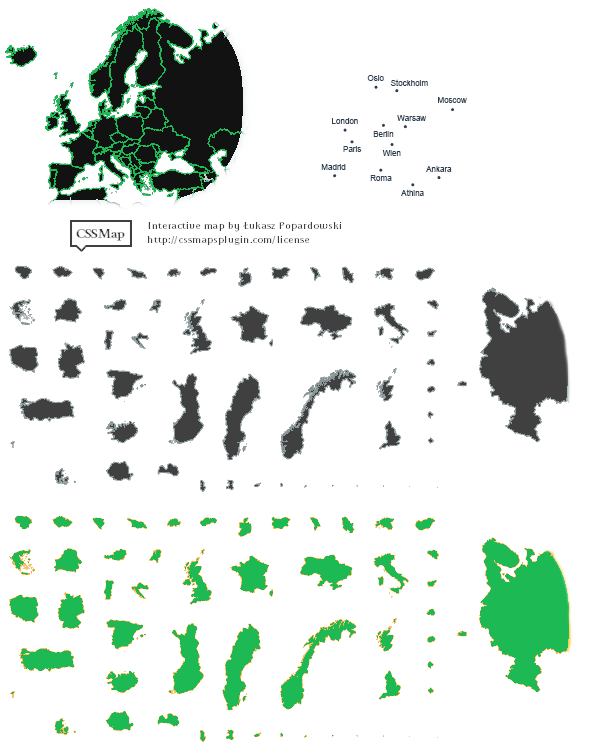 Oslo
Stockholm
Moscow
London
Warsaw
Berlin
Paris
Wien
Madrid
Roma
Ankara
Athina
CSSMap
Interactive map by Łukasz Popardowski
http://cssmapsplugin.com/license